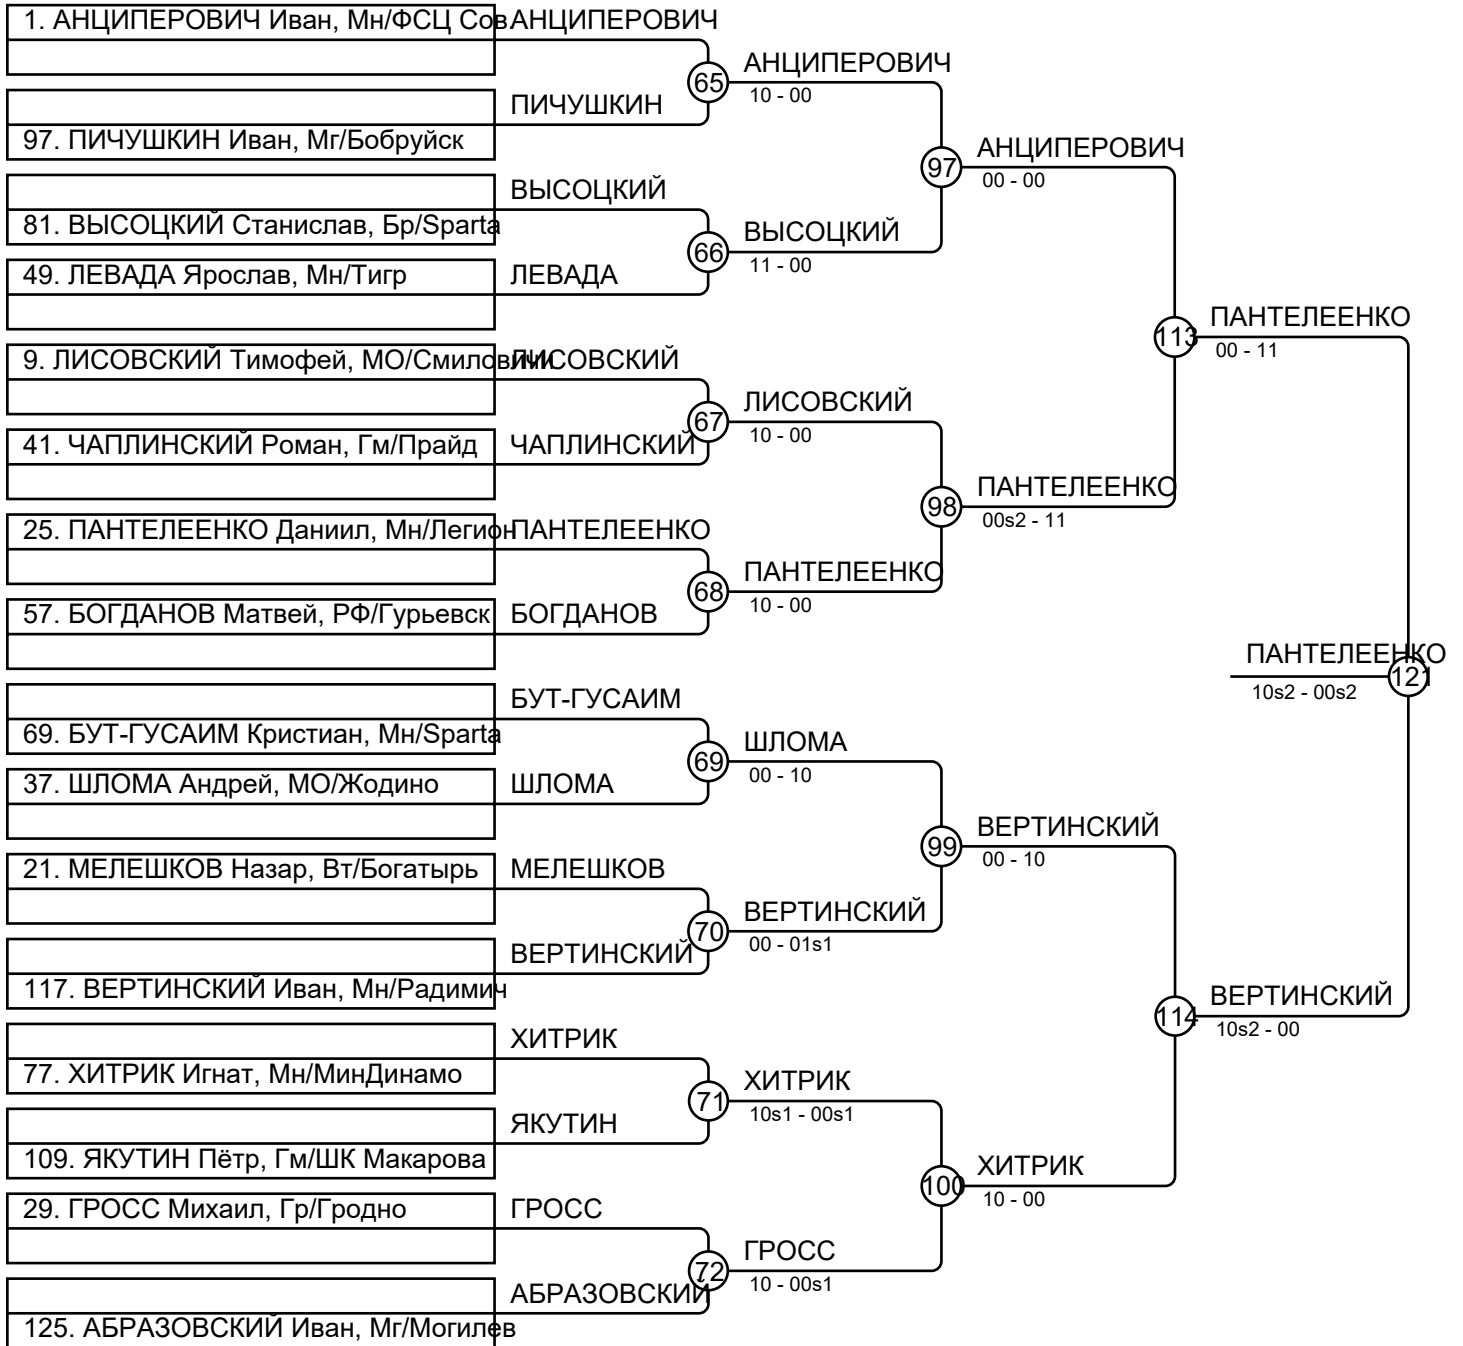 1. АНЦИПЕРОВИЧ Иван, Мн/ФСЦ Сов
АНЦИПЕРОВИЧ
65
АНЦИПЕРОВИЧ
10 - 00
ПИЧУШКИН
97. ПИЧУШКИН Иван, Мг/Бобруйск
97
АНЦИПЕРОВИЧ
00 - 00
ВЫСОЦКИЙ
81. ВЫСОЦКИЙ Станислав, Бр/Sparta
66
ВЫСОЦКИЙ
11 - 00
49. ЛЕВАДА Ярослав, Мн/Тигр
ЛЕВАДА
113
ПАНТЕЛЕЕНКО
00 - 11
9. ЛИСОВСКИЙ Тимофей, МО/Смиловичи
ЛИСОВСКИЙ
67
ЛИСОВСКИЙ
10 - 00
41. ЧАПЛИНСКИЙ Роман, Гм/Прайд
ЧАПЛИНСКИЙ
98
ПАНТЕЛЕЕНКО
00s2 - 11
25. ПАНТЕЛЕЕНКО Даниил, Мн/Легион
ПАНТЕЛЕЕНКО
68
ПАНТЕЛЕЕНКО
10 - 00
57. БОГДАНОВ Матвей, РФ/Гурьевск
БОГДАНОВ
ПАНТЕЛЕЕНКО
121
10s2 - 00s2
БУТ-ГУСАИМ
69. БУТ-ГУСАИМ Кристиан, Мн/Sparta
69
ШЛОМА
00 - 10
37. ШЛОМА Андрей, МО/Жодино
ШЛОМА
99
ВЕРТИНСКИЙ
00 - 10
21. МЕЛЕШКОВ Назар, Вт/Богатырь
МЕЛЕШКОВ
70
ВЕРТИНСКИЙ
00 - 01s1
ВЕРТИНСКИЙ
117. ВЕРТИНСКИЙ Иван, Мн/Радимич
114
ВЕРТИНСКИЙ
10s2 - 00
ХИТРИК
77. ХИТРИК Игнат, Мн/МинДинамо
71
ХИТРИК
10s1 - 00s1
ЯКУТИН
109. ЯКУТИН Пётр, Гм/ШК Макарова
100
ХИТРИК
10 - 00
29. ГРОСС Михаил, Гр/Гродно
ГРОСС
72
ГРОСС
10 - 00s1
АБРАЗОВСКИЙ
125. АБРАЗОВСКИЙ Иван, Мг/Могилев